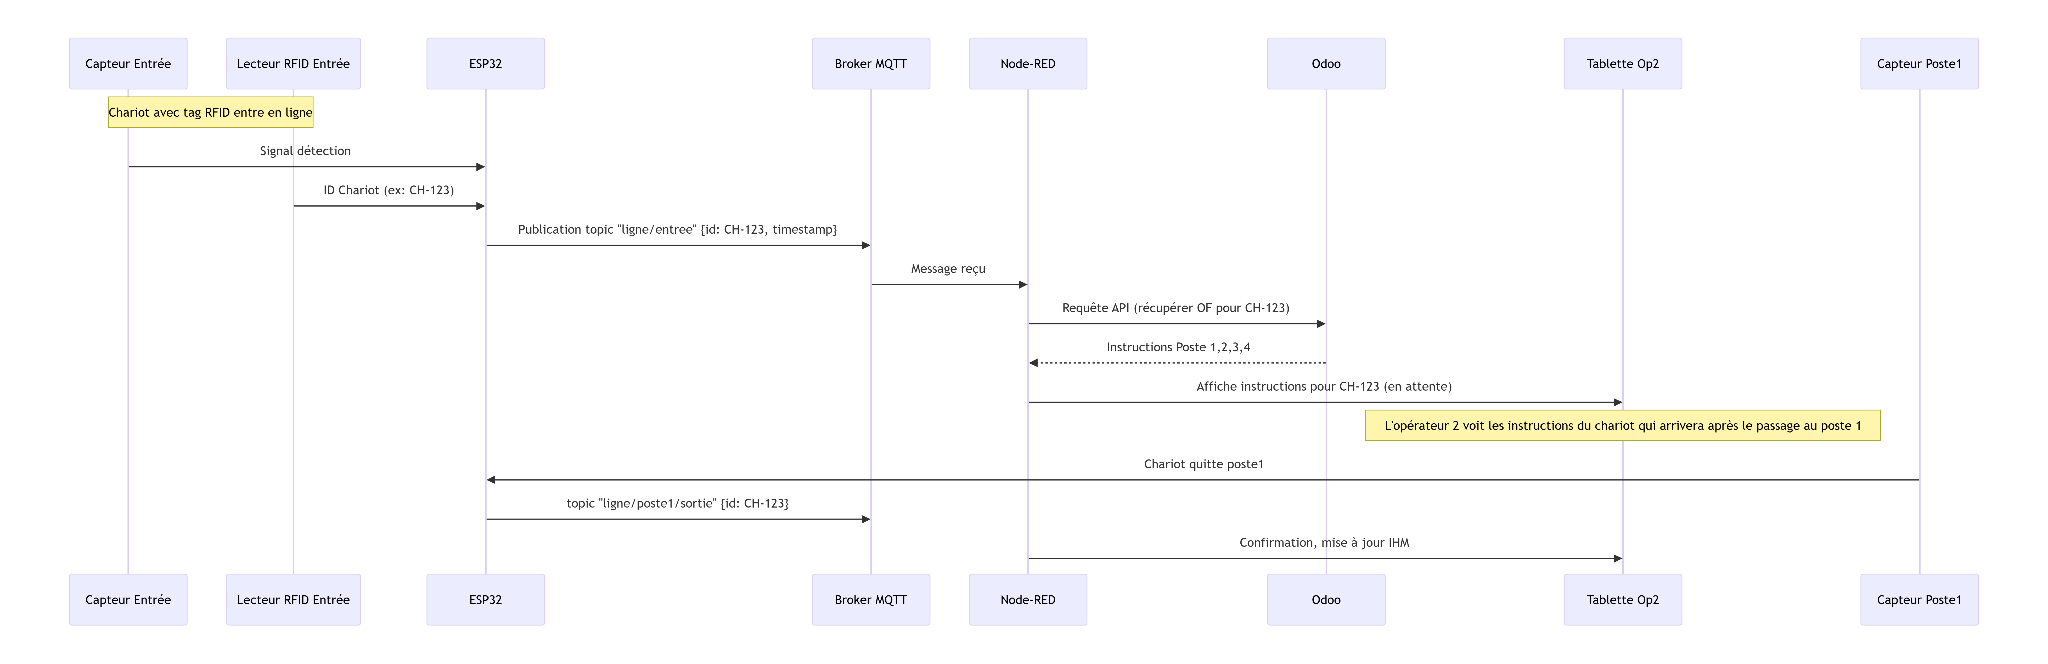 Capteur Entrée
Lecteur RFID Entrée
ESP32
Broker MQTT
Node-RED
Odoo
Tablette Op2
Capteur Poste1
Chariot avec tag RFID entre en ligne
Signal détection
ID Chariot (ex: CH-123)
Publication topic "ligne/entree" {id: CH-123, timestamp}
Message reçu
Requête API (récupérer OF pour CH-123)
Instructions Poste 1,2,3,4
Affiche instructions pour CH-123 (en attente)
L'opérateur 2 voit les instructions du chariot qui arrivera après le passage au poste 1
Chariot quitte poste1
topic "ligne/poste1/sortie" {id: CH-123}
Confirmation, mise à jour IHM
Capteur Entrée
Lecteur RFID Entrée
ESP32
Broker MQTT
Node-RED
Odoo
Tablette Op2
Capteur Poste1